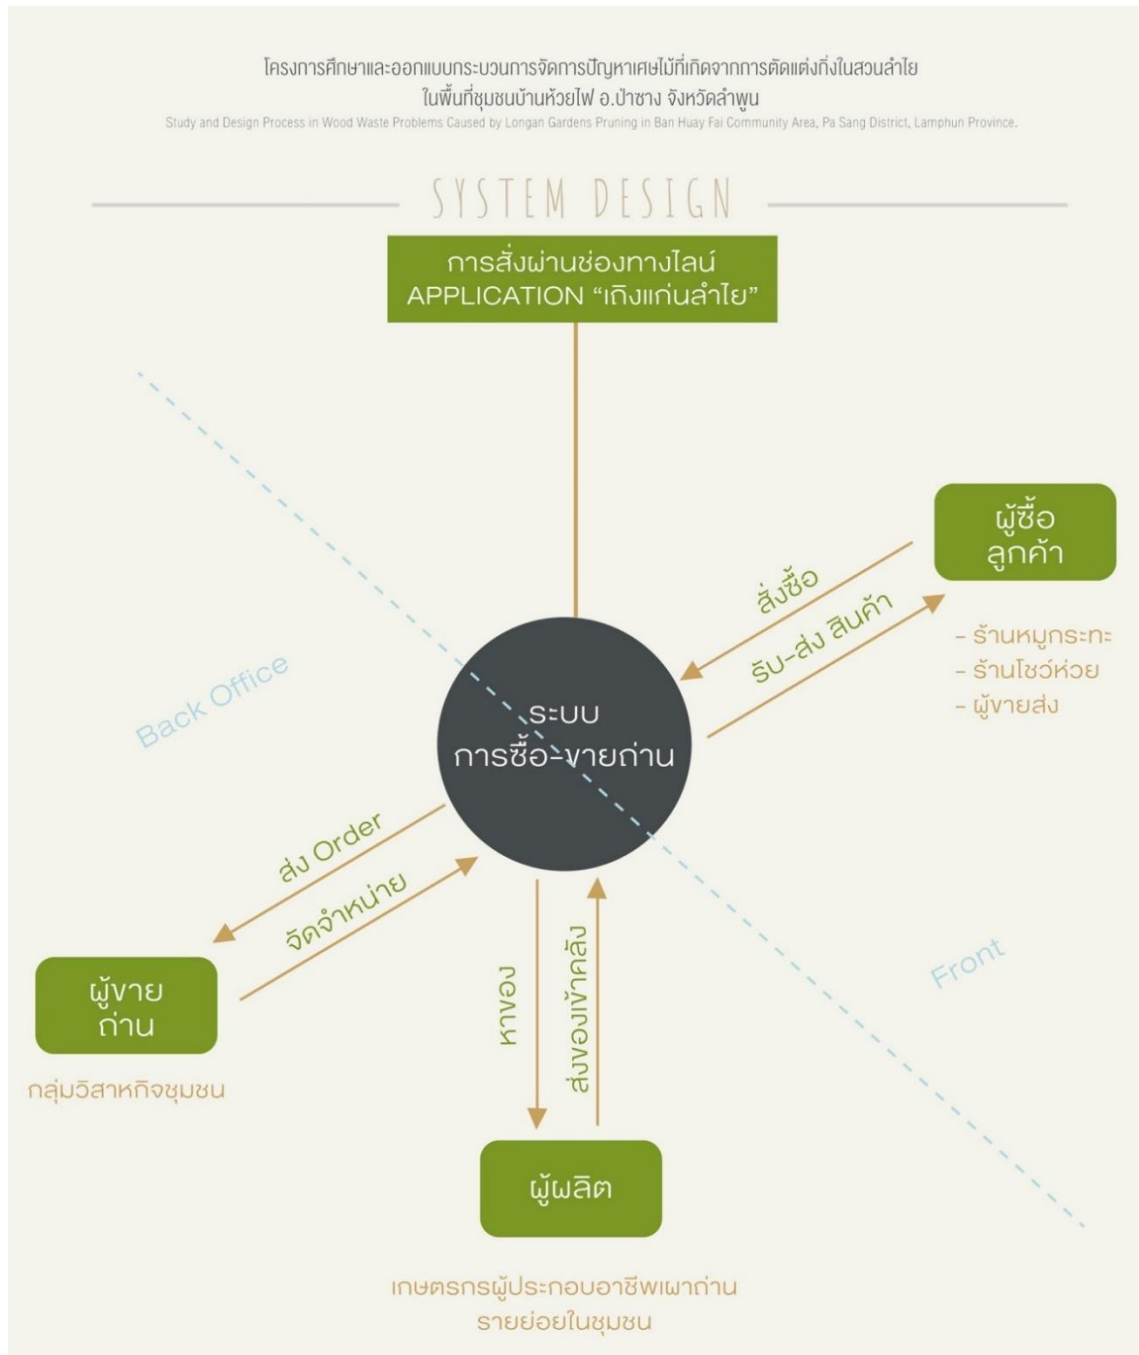 โครงการศึกษาและออกแบบกระบวนการจัดการปัญหาเศษไม้ที่เกิดจากการตัดแต่งกิ่งในสวนลำไย
ในพื้นที่ชุมชนบ้านห้วยไฟ อ.ป่าซาง จังหวัดลำพูน
Study and Design Process in Wood Waste Problems Caused by Longan Gardens Pruning in Ban Huay Fai Community Area, Pa Sang District, Lamphun Province.
SYSTEM DESIGN
การสั่งผ่านช่องทางไลน์
APPLICATION “เถิงแก่นลำไย”
ผู้ซื้อ
ลูกค้า
สั่งซื้อ
รับ-ส่ง สินค้า
- ร้านหมูกระทะ
- ร้านโชว์ห่วย
- ผู้ขายส่ง
Back Office
ระบบ
การซื้อ-ขายถ่าน
ส่ง Order
จัดจำหน่าย
หาของ
ส่งของเข้าคลัง
Front
ผู้ขาย
ถ่าน
กลุ่มวิสาหกิจชุมชน
ผู้ผลิต
เกษตรกรผู้ประกอบอาชีพเผาถ่าน
รายย่อยในชุมชน